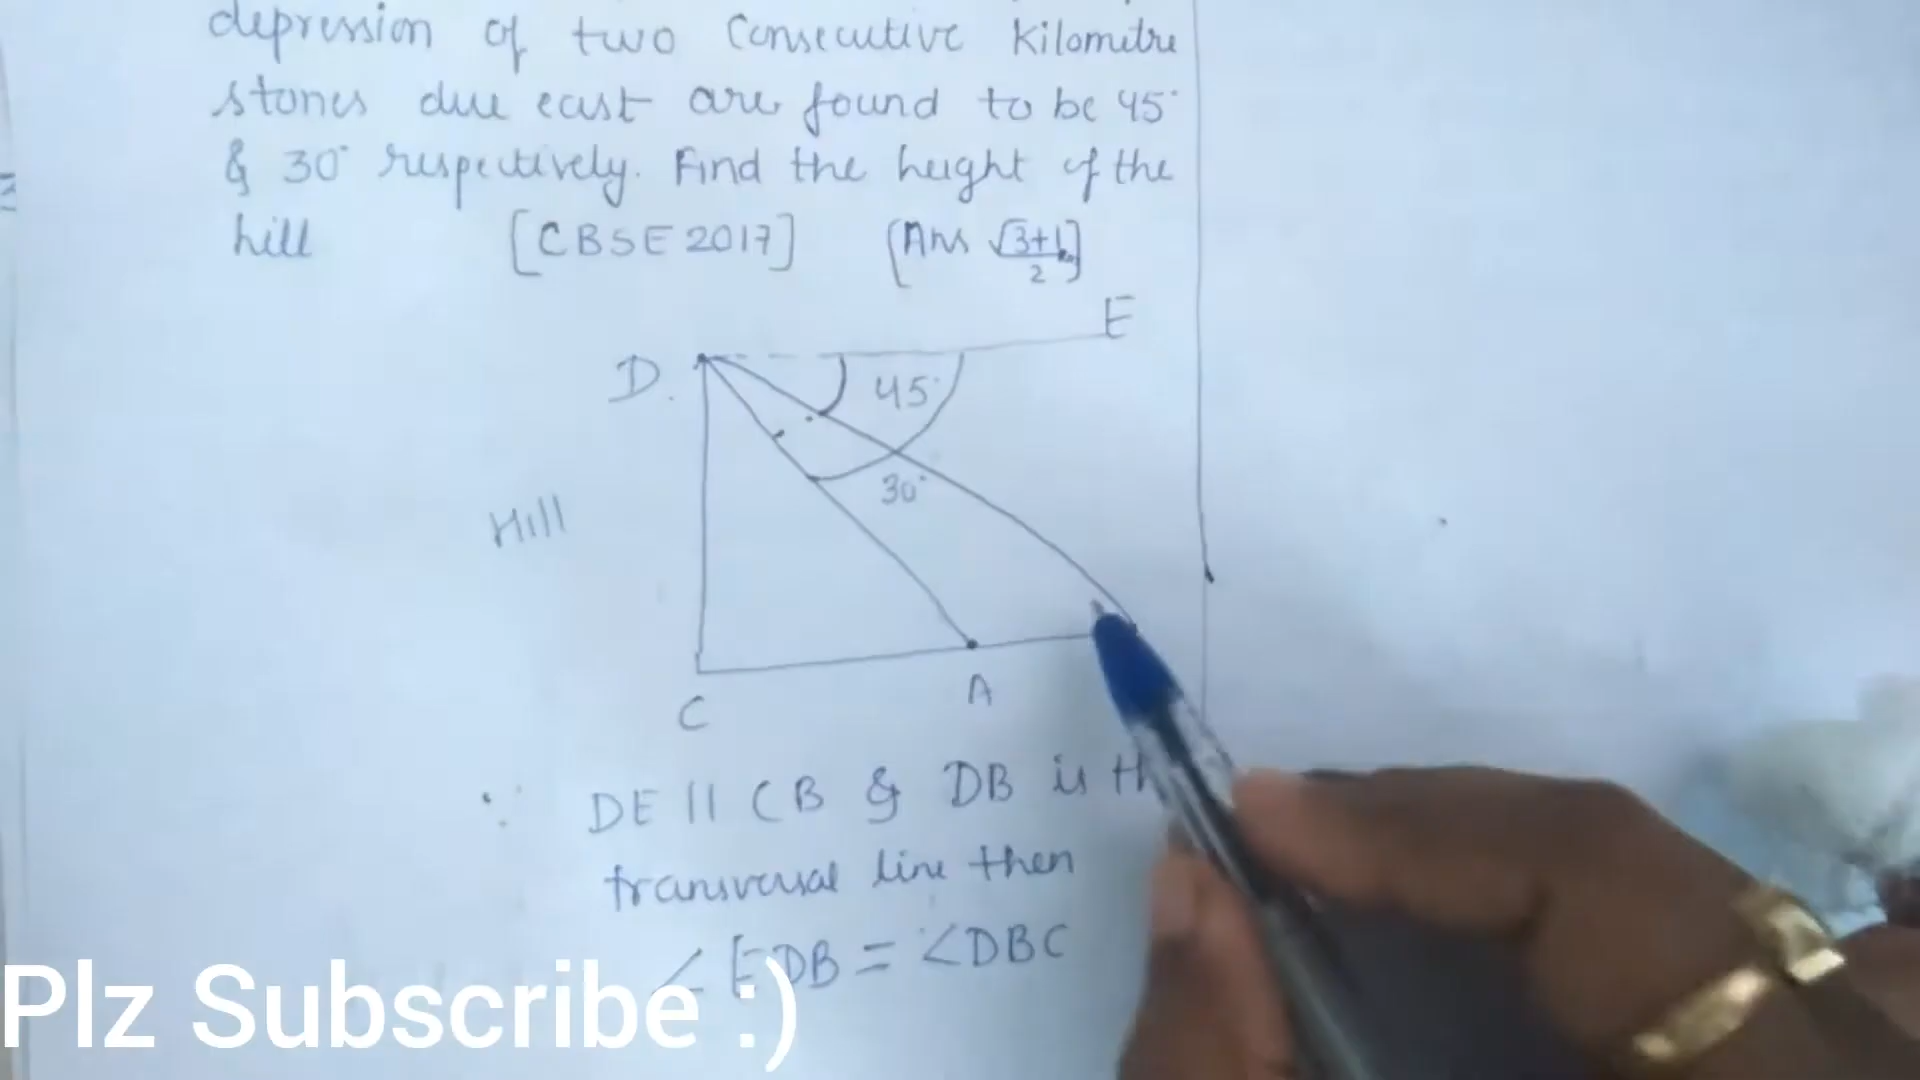 depression of two Consecutive kilometre
stones due east are found to be 45°
& 30° respectively. Find the height of the
hill [CBSE 2017] [Ans √3+1/2 km]
E
D.
45°
30°
Hill
A
C
∵ DE || CB & DB is th
transversal line then
∠EDB = ∠DBC
Plz Subscribe :)